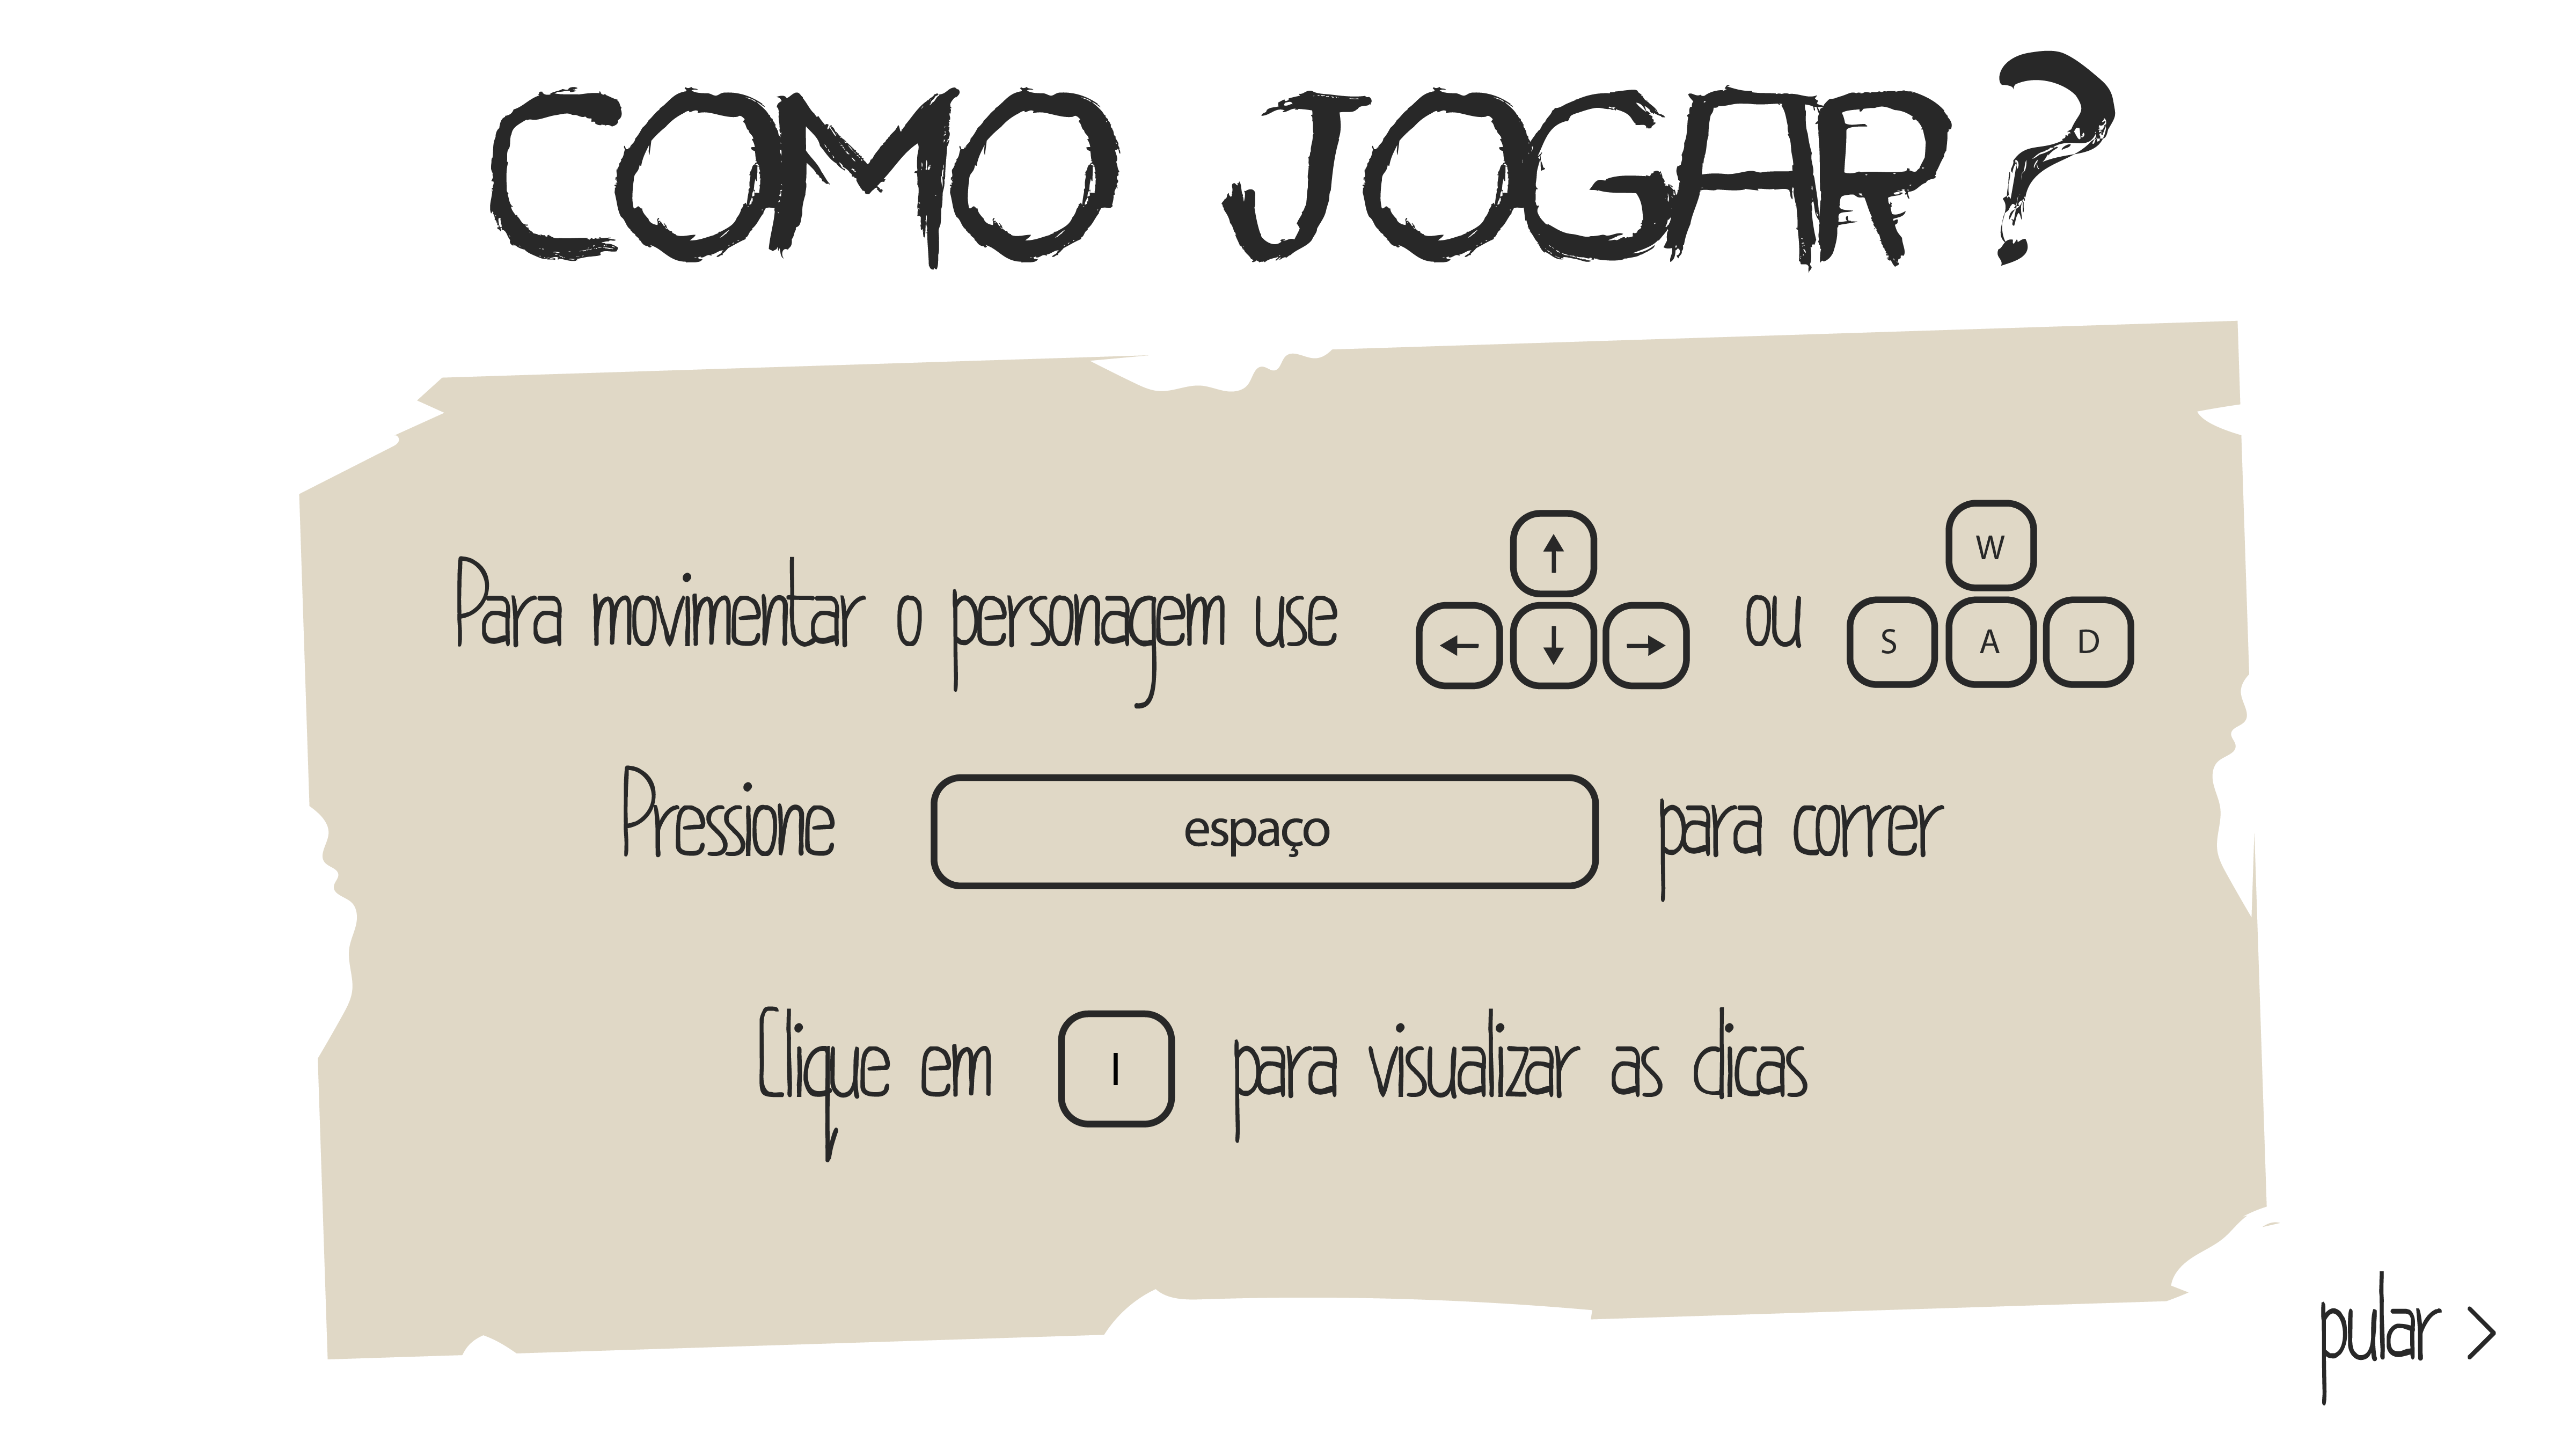 COMO JOGAR?
Para movimentar o personagem use ↑ ← ↓ → ou W S A D
Pressione espaço para correr
Clique em I para visualizar as dicas
pular >